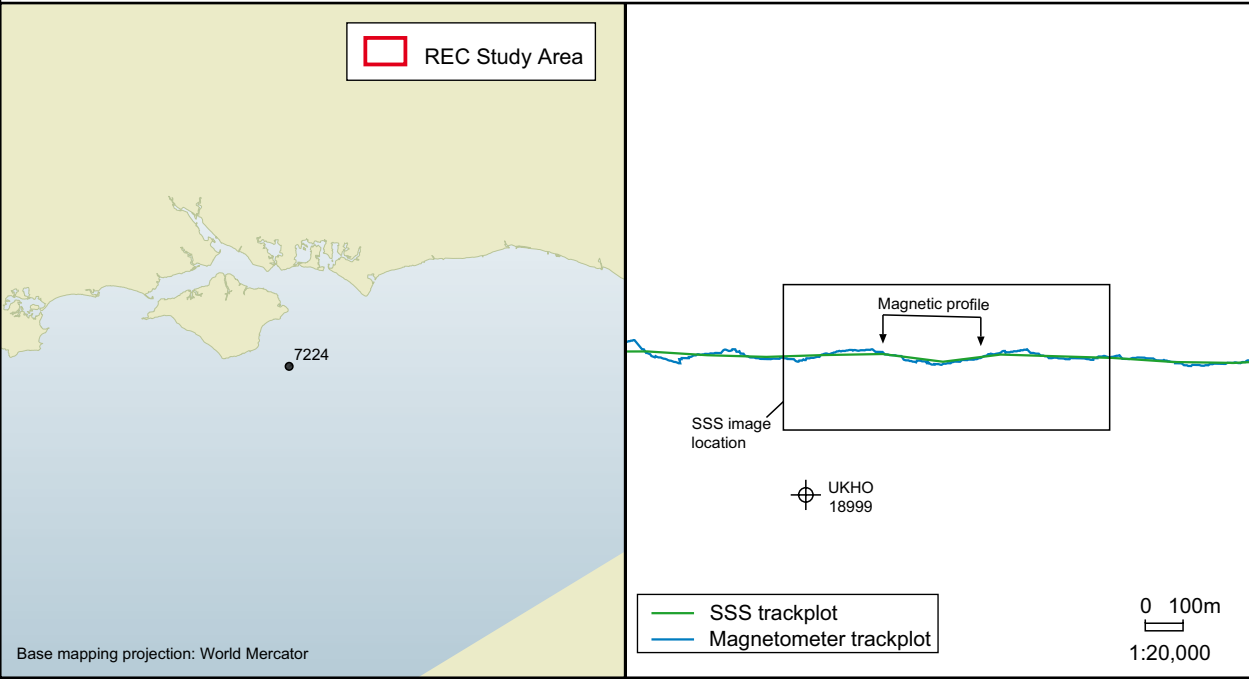 REC Study Area
7224
Base mapping projection: World Mercator
Magnetic profile
SSS image
location
UKHO
18999
SSS trackplot
Magnetometer trackplot
0 100m
1:20,000